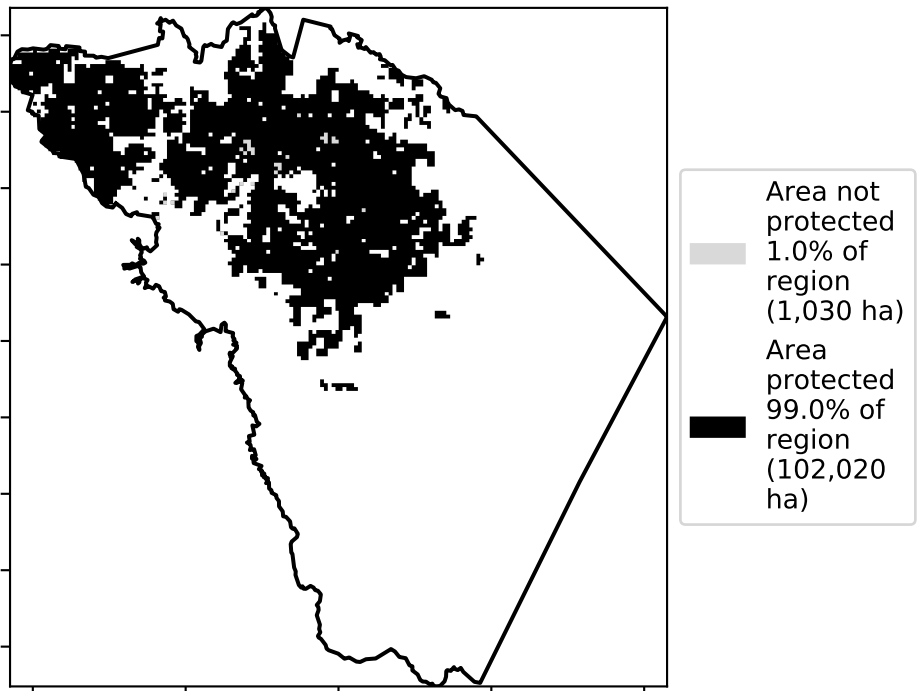 Area not
protected
1.0% of
region
(1,030 ha)
Area
protected
99.0% of
region
(102,020
ha)